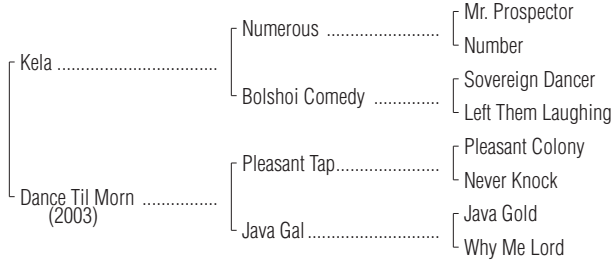 Mr. Prospector
Numerous ........................
Number
Kela ...................................
Sovereign Dancer
Bolshoi Comedy ..............
Left Them Laughing
Pleasant Colony
Pleasant Tap......................
Never Knock
Dance Til Morn ................
(2003)
Java Gold
Java Gal ............................
Why Me Lord